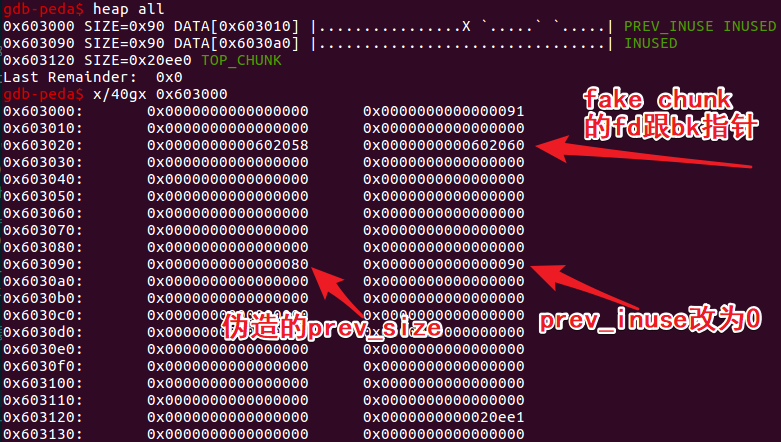 gdb-peda$ heap all
0x603000 SIZE=0x90 DATA[0x603010] |................X `.....` `.....| PREV_INUSE INUSED
0x603090 SIZE=0x90 DATA[0x6030a0] |................................| INUSED
0x603120 SIZE=0x20ee0 TOP_CHUNK
Last Remainder:  0x0
gdb-peda$ x/40gx 0x603000
0x603000:	0x0000000000000000	0x0000000000000091
0x603010:	0x0000000000000000	0x0000000000000000
0x603020:	0x0000000000602058	0x0000000000602060
0x603030:	0x0000000000000000	0x0000000000000000
0x603040:	0x0000000000000000	0x0000000000000000
0x603050:	0x0000000000000000	0x0000000000000000
0x603060:	0x0000000000000000	0x0000000000000000
0x603070:	0x0000000000000000	0x0000000000000000
0x603080:	0x0000000000000000	0x0000000000000000
0x603090:	0x0000000000000080	0x0000000000000090
0x6030a0:	0x0000000000000000	0x0000000000000000
0x6030b0:	0x0000000000000000	0x0000000000000000
0x6030c0:	0x0000000000000000	0x0000000000000000
0x6030d0:	0x0000000000000000	0x0000000000000000
0x6030e0:	0x0000000000000000	0x0000000000000000
0x6030f0:	0x0000000000000000	0x0000000000000000
0x603100:	0x0000000000000000	0x0000000000000000
0x603110:	0x0000000000000000	0x0000000000000000
0x603120:	0x0000000000000000	0x0000000000020ee1
0x603130:	0x0000000000000000	0x0000000000000000
fake chunk
的fd跟bk指针
伪造的prev_size
prev_inuse改为0